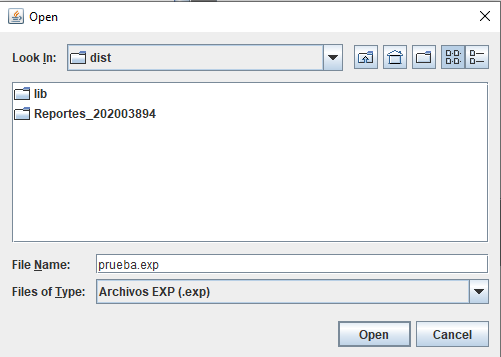 Open
Look In: dist
lib
Reportes_202003894
File Name: prueba.exp
Files of Type: Archivos EXP (.exp)
Open Cancel